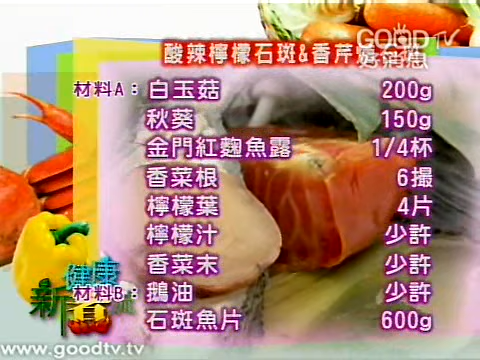 GOODTV
酸辣檸檬石斑&香芹
材料A: 白玉菇 200g
秋葵 150g
金門紅麴魚露 1/4杯
香菜根 6撮
檸檬葉 4片
檸檬汁 少許
香菜末 少許
材料B: 鵝油 少許
石斑魚片 600g
健康
新食
www.goodtv.tv